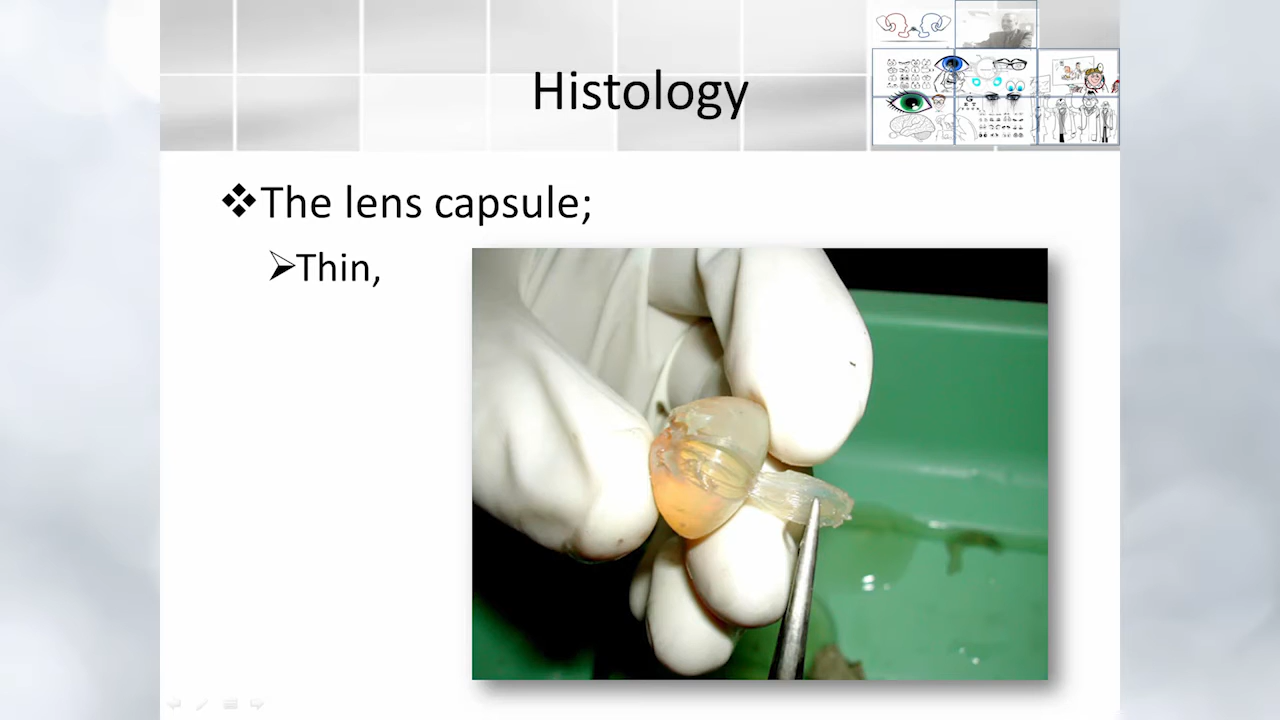 Histology
The lens capsule;
Thin,